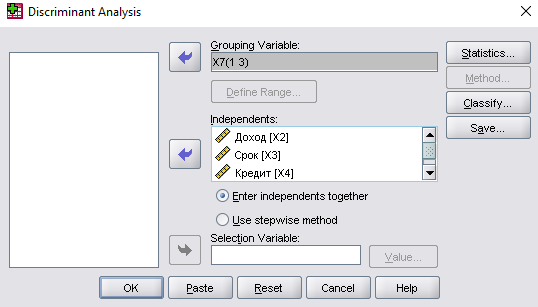 Discriminant Analysis
Grouping Variable:
X7(1 3)
Define Range...
Independents:
Доход [X2]
Срок [X3]
Кредит [X4]
Enter independents together
Use stepwise method
Selection Variable:
Value...
Statistics...
Method...
Classify...
Save...
OK
Paste
Reset
Cancel
Help